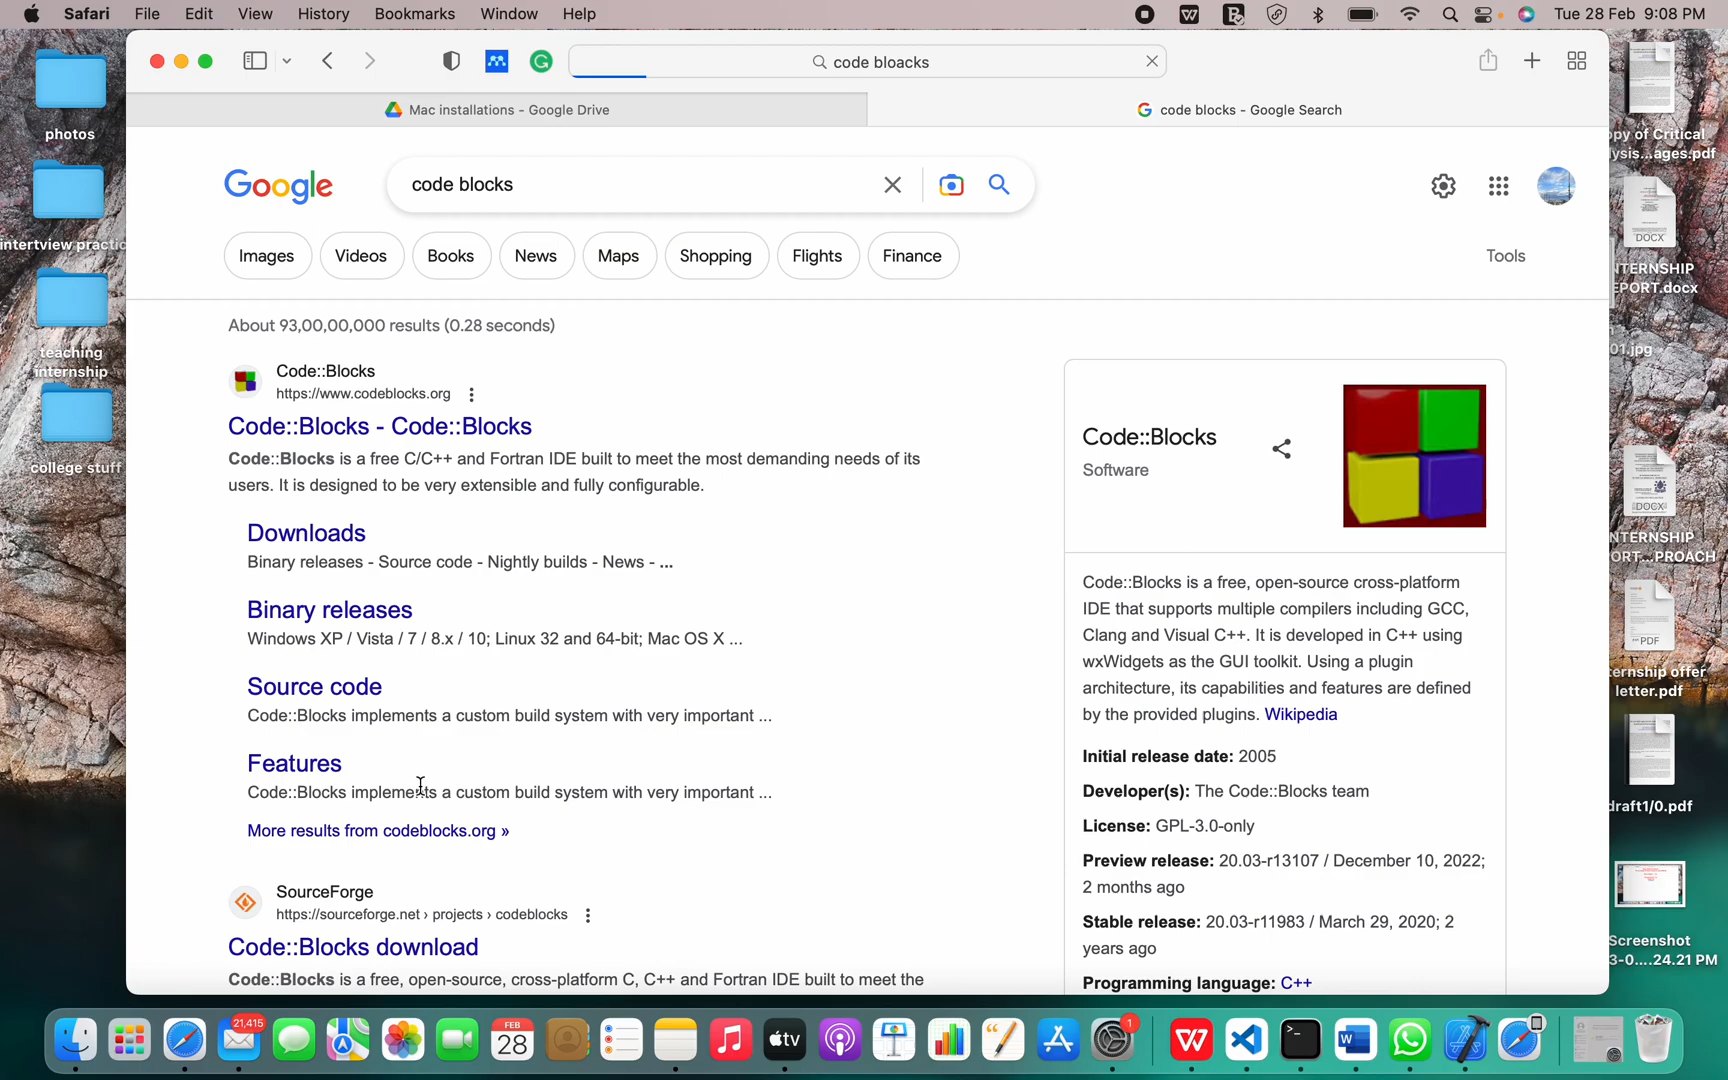 Safari File Edit View History Bookmarks Window Help Tue 28 Feb 9:08 PM
code bloacks
Mac installations - Google Drive
code blocks - Google Search
photos
intertview practic
teaching
internship
college stuff
Google
code blocks
Images Videos Books News Maps Shopping Flights Finance Tools
About 93,00,00,000 results (0.28 seconds)
Code::Blocks
https://www.codeblocks.org
Code::Blocks - Code::Blocks
Code::Blocks is a free C/C++ and Fortran IDE built to meet the most demanding needs of its
users. It is designed to be very extensible and fully configurable.
Downloads
Binary releases - Source code - Nightly builds - News - ...
Binary releases
Windows XP / Vista / 7 / 8.x / 10; Linux 32 and 64-bit; Mac OS X ...
Source code
Code::Blocks implements a custom build system with very important ...
Features
Code::Blocks implements a custom build system with very important ...
More results from codeblocks.org »
SourceForge
https://sourceforge.net › projects › codeblocks
Code::Blocks download
Code::Blocks is a free, open-source, cross-platform C, C++ and Fortran IDE built to meet the
Code::Blocks
Software
Code::Blocks is a free, open-source cross-platform
IDE that supports multiple compilers including GCC,
Clang and Visual C++. It is developed in C++ using
wxWidgets as the GUI toolkit. Using a plugin
architecture, its capabilities and features are defined
by the provided plugins. Wikipedia
Initial release date: 2005
Developer(s): The Code::Blocks team
License: GPL-3.0-only
Preview release: 20.03-r13107 / December 10, 2022;
2 months ago
Stable release: 20.03-r11983 / March 29, 2020; 2
years ago
Programming language: C++
opy of Critical
lysis...ages.pdf
DOCX
NTERNSHIP
EPORT.docx
01.jpg
DOCX
NTERNSHIP
ORT...PROACH
PDF
ternship offer
letter.pdf
draft1/0.pdf
Screenshot
3-0....24.21 PM
21,415
FEB
28
tv
1